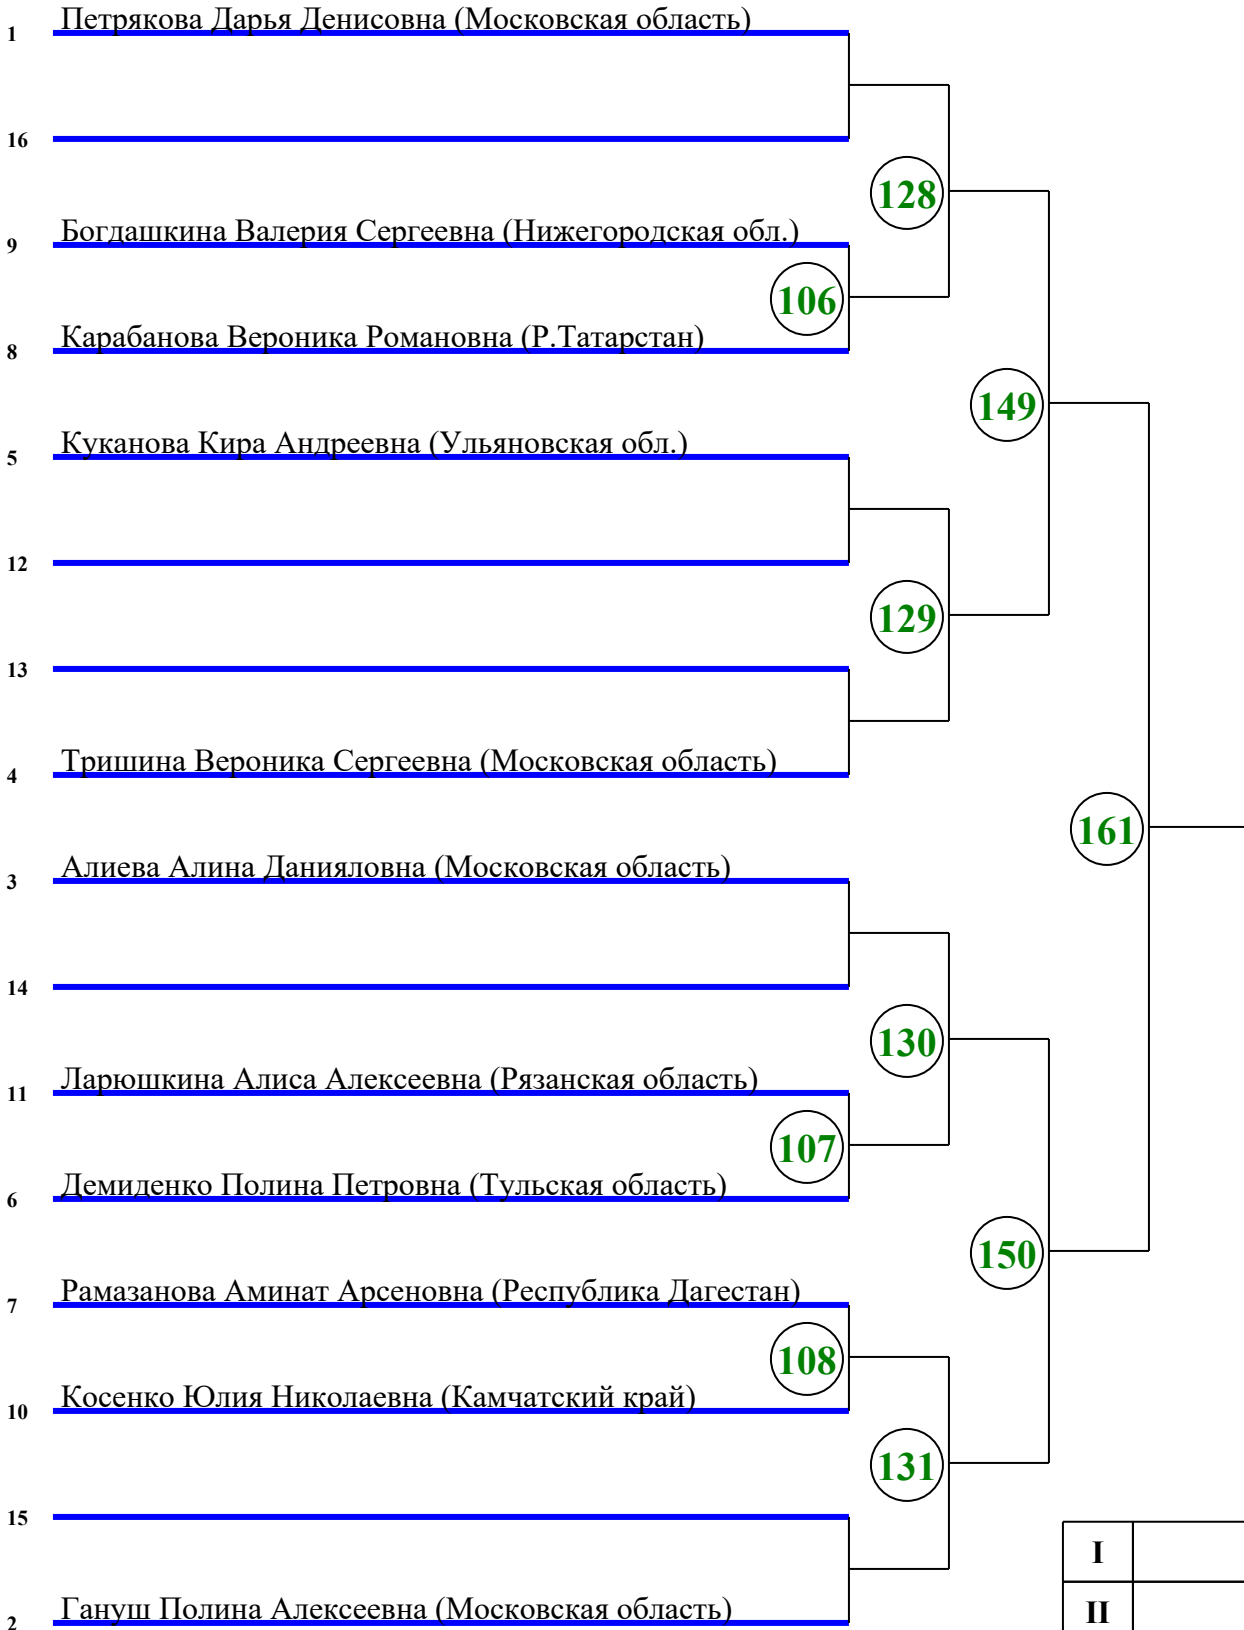 Петрякова Дарья Денисовна (Московская область)
1
16
128
Богдашкина Валерия Сергеевна (Нижегородская обл.)
9
106
Карабанова Вероника Романовна (Р.Татарстан)
8
149
Куканова Кира Андреевна (Ульяновская обл.)
5
12
129
13
Тришина Вероника Сергеевна (Московская область)
4
161
Алиева Алина Данияловна (Московская область)
3
14
130
Ларюшкина Алиса Алексеевна (Рязанская область)
11
107
Демиденко Полина Петровна (Тульская область)
6
150
Рамазанова Аминат Арсеновна (Республика Дагестан)
7
108
Косенко Юлия Николаевна (Камчатский край)
10
131
15
I
Гануш Полина Алексеевна (Московская область)
2
II